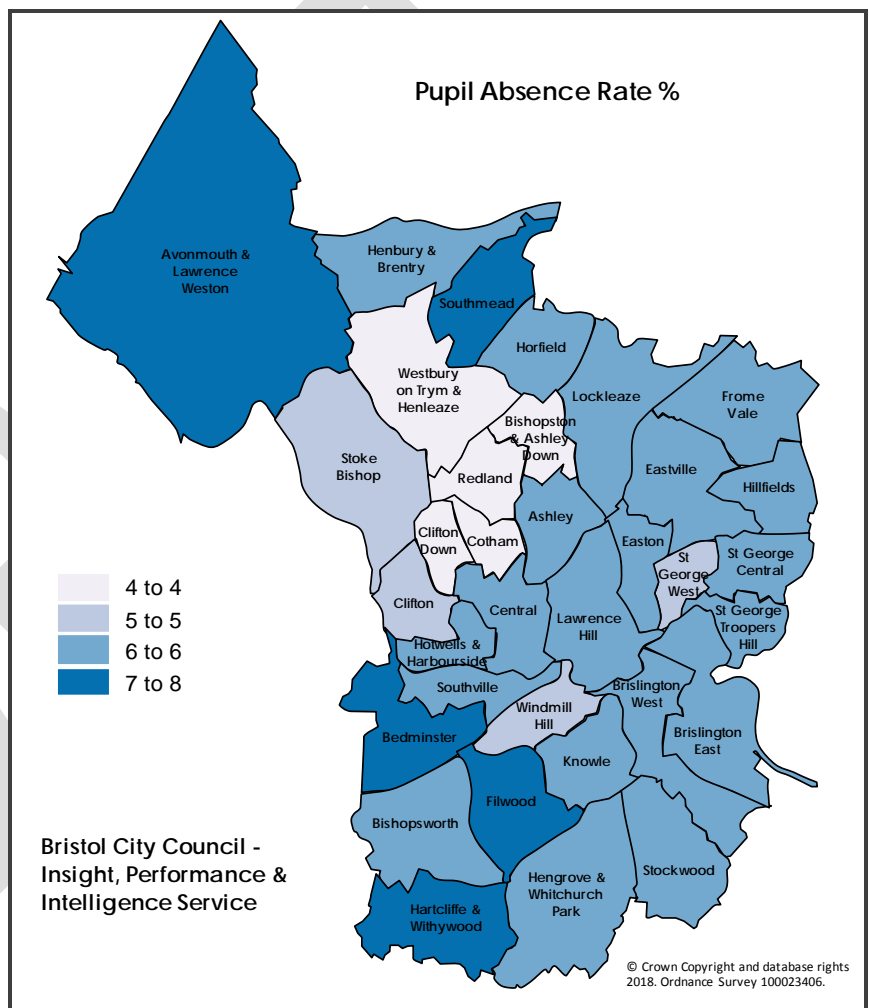 Pupil Absence Rate %
Avonmouth &
Lawrence
Weston
Henbury &
Brentry
Southmead
Horfield
Westbury
on Trym &
Henleaze
Lockleaze
Frome
Vale
Bishopston
& Ashley
Down
Stoke
Bishop
Redland
Eastville
Hillfields
Ashley
Clifton
Down
Cotham
Easton
St
George
West
St George
Central
4 to 4
5 to 5
6 to 6
7 to 8
Clifton
Central
Lawrence
Hill
St George
Troopers
Hill
Hotwells &
Harbourside
Southville
Windmill
Hill
Brislington
West
Brislington
East
Bedminster
Knowle
Filwood
Bishopsworth
Bristol City Council -
Insight, Performance &
Intelligence Service
Hengrove &
Whitchurch
Park
Stockwood
Hartcliffe &
Withywood
© Crown Copyright and database rights
2018. Ordnance Survey 100023406.